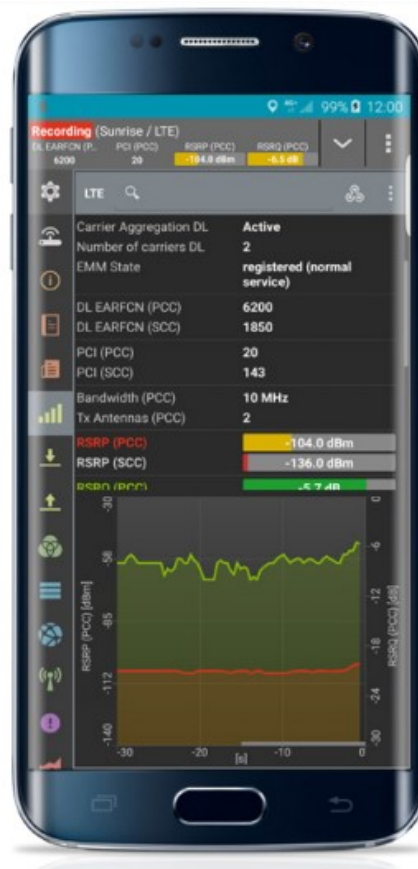 99% 12.00
Recording (Sunrise / LTE)
DL EARFCN (P... PCI (PCC) RSRP (PCC) RSRQ (PCC)
6200 20 -104.0 dBm -6.5 dB
LTE
Carrier Aggregation DL Active
Number of carriers DL 2
EMM State registered (normal
service)
DL EARFCN (PCC) 6200
DL EARFCN (SCC) 1850
PCI (PCC) 20
PCI (SCC) 143
Bandwidth (PCC) 10 MHz
Tx Antennas (PCC) 2
RSRP (PCC) -104.0 dBm
RSRP (SCC) -136.0 dBm
RSRQ (PCC) -5.7 dB
RSRP (PCC) [dBm]
-30
-58
-85
-112
-140
RSRQ (PCC) [dB]
0
-6
-12
-18
-24
-30
-30 -20 -10 0
[s]